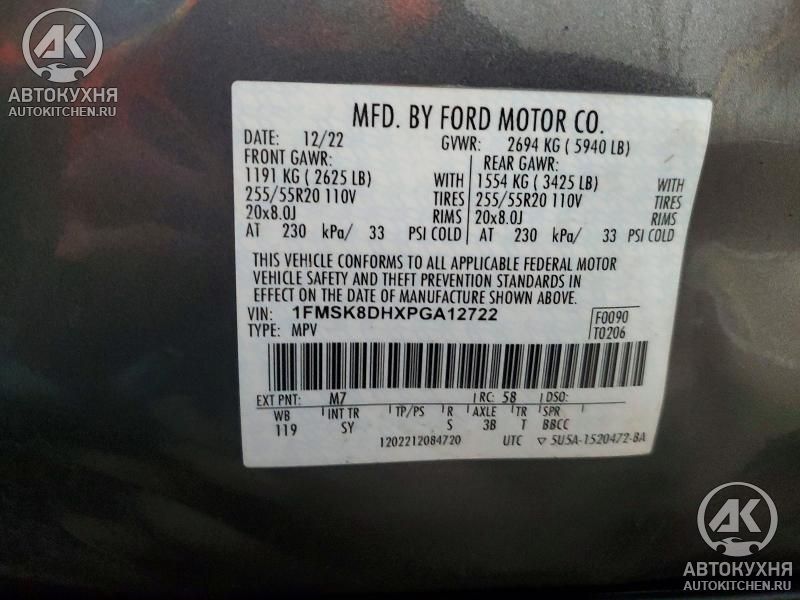 AK
АВТОКУХНЯ
AUTOKITCHEN.RU
MFD. BY FORD MOTOR CO.
DATE: 12/22 GVWR: 2694 KG ( 5940 LB)
FRONT GAWR: REAR GAWR:
1191 KG ( 2625 LB) WITH 1554 KG ( 3425 LB) WITH
255/55R20 110V TIRES 255/55R20 110V TIRES
20x8.0J RIMS 20x8.0J RIMS
AT 230 kPa/ 33 PSI COLD AT 230 kPa/ 33 PSI COLD
THIS VEHICLE CONFORMS TO ALL APPLICABLE FEDERAL MOTOR
VEHICLE SAFETY AND THEFT PREVENTION STANDARDS IN
EFFECT ON THE DATE OF MANUFACTURE SHOWN ABOVE.
VIN: 1FMSK8DHXPGA12722 F0090
TYPE: MPV T0206
EXT PNT: M7 RC: 58 DSO:
WB INT TR TP/PS R AXLE TR SPR
119 SY S 3B T BBCC
1202212084720 UTC ▽ 5U5A-1520472-BA
AK
АВТОКУХНЯ
AUTOKITCHEN.RU